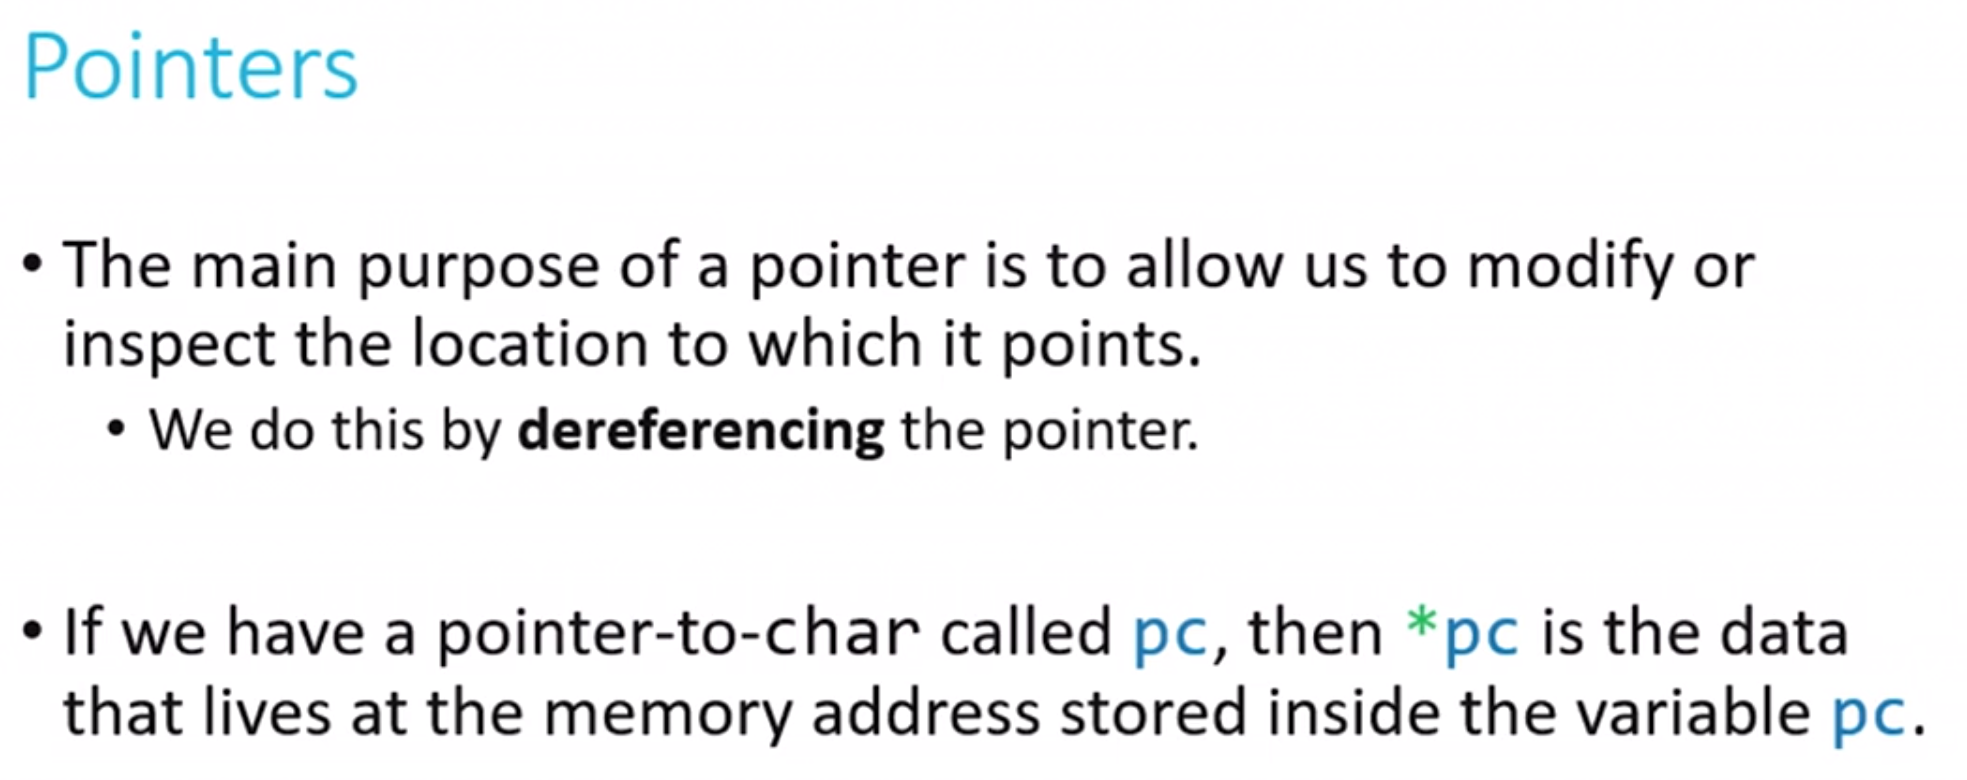 Pointers
• The main purpose of a pointer is to allow us to modify or
inspect the location to which it points.
• We do this by dereferencing the pointer.
• If we have a pointer-to-char called pc, then *pc is the data
that lives at the memory address stored inside the variable pc.